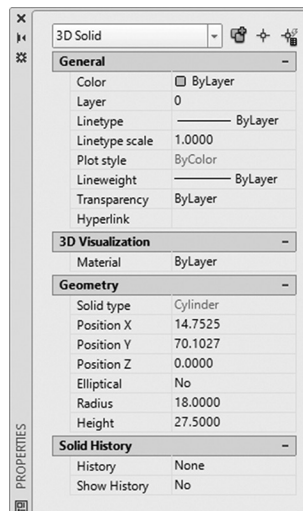 3D Solid
General
Color ByLayer
Layer 0
Linetype ByLayer
Linetype scale 1.0000
Plot style ByColor
Lineweight ByLayer
Transparency ByLayer
Hyperlink
3D Visualization
Material ByLayer
Geometry
Solid type Cylinder
Position X 14.7525
Position Y 70.1027
Position Z 0.0000
Elliptical No
Radius 18.0000
Height 27.5000
Solid History
History None
Show History No
PROPERTIES